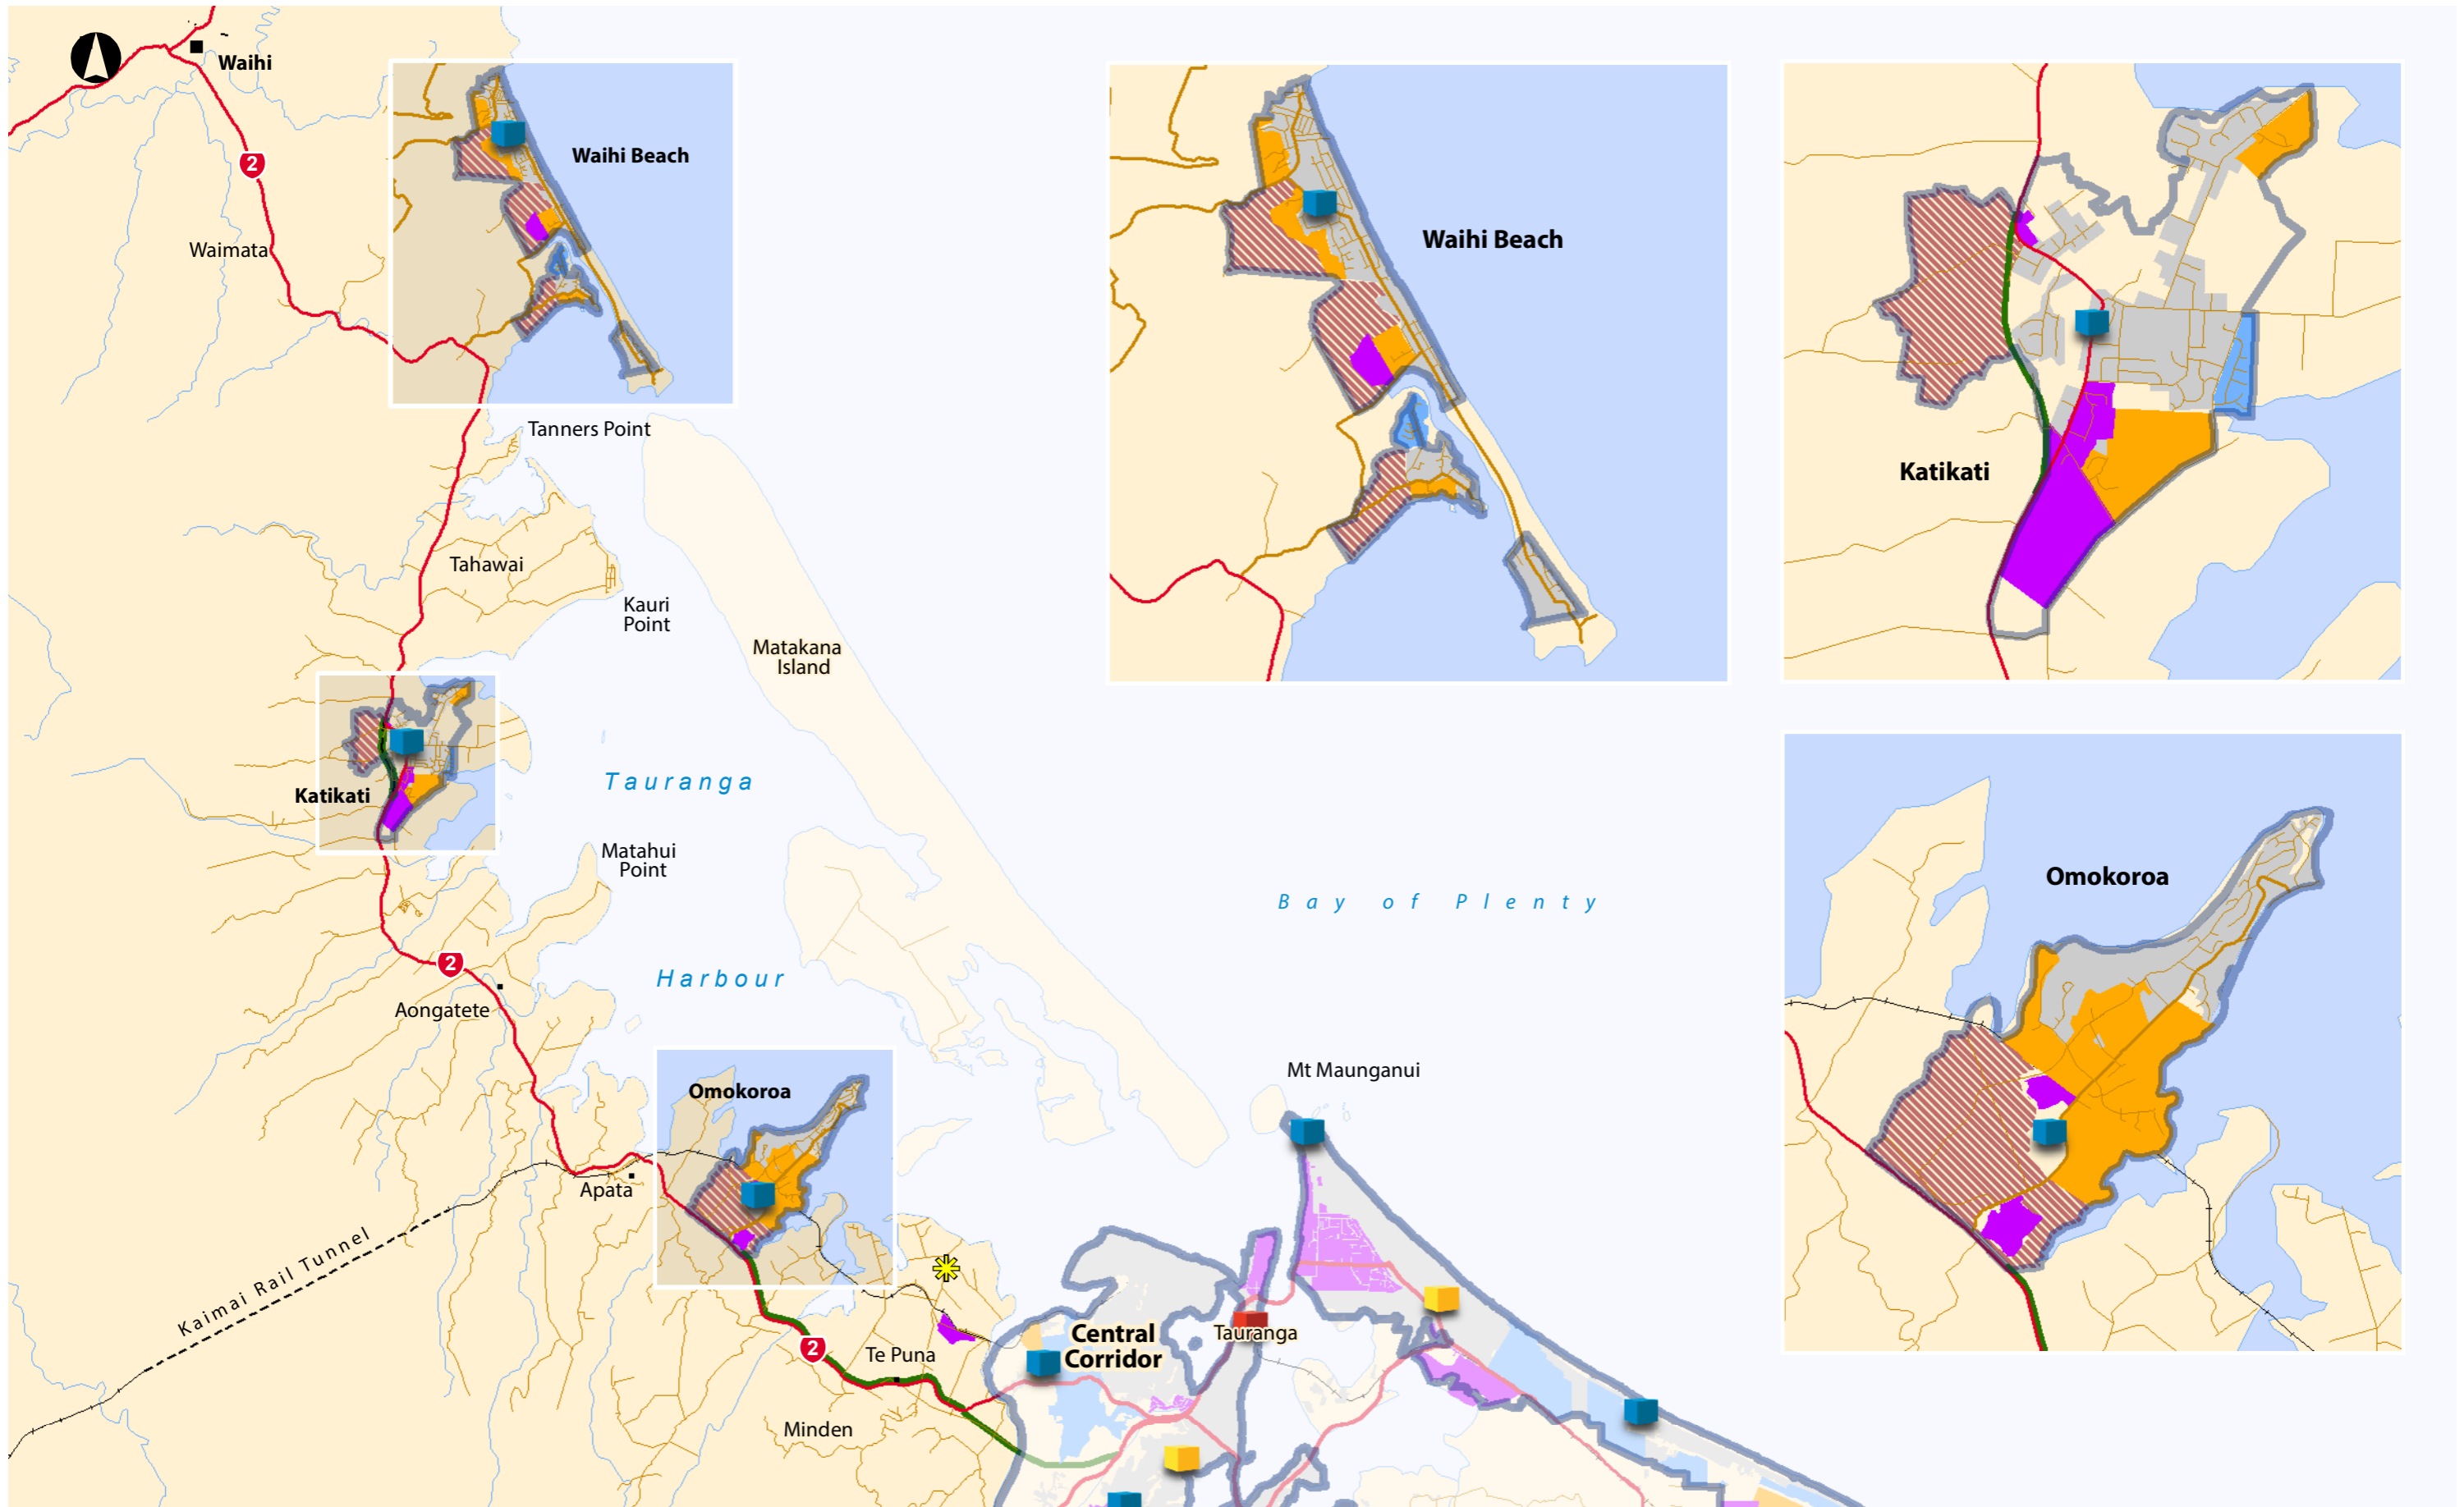 Waihi
2
Waihi Beach
Waimata
Waihi Beach
Katikati
Tanners Point
Tahawai
Kauri
Point
Matakana
Island
Katikati
Tauranga
Matahui
Point
Harbour
Bay of Plenty
2
Aongatete
Omokoroa
Mt Maunganui
Omokoroa
Apata
Kaimai Rail Tunnel
Central
Corridor
Tauranga
2
Te Puna
Minden